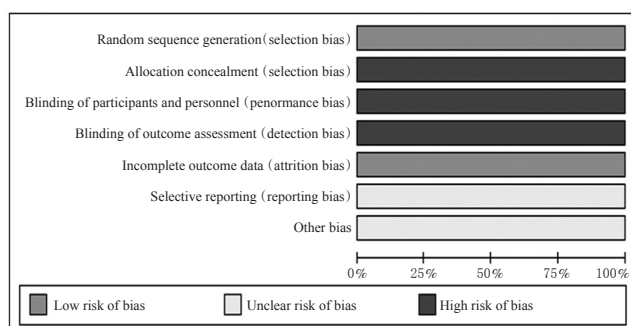 Random sequence generation(selection bias)
Allocation concealment (selection bias)
Blinding of participants and personnel (penormance bias)
Blinding of outcome assessment (detection bias)
Incomplete outcome data (attrition bias)
Selective reporting (reporting bias)
Other bias
0% 25% 50% 75% 100%
Low risk of bias Unclear risk of bias High risk of bias